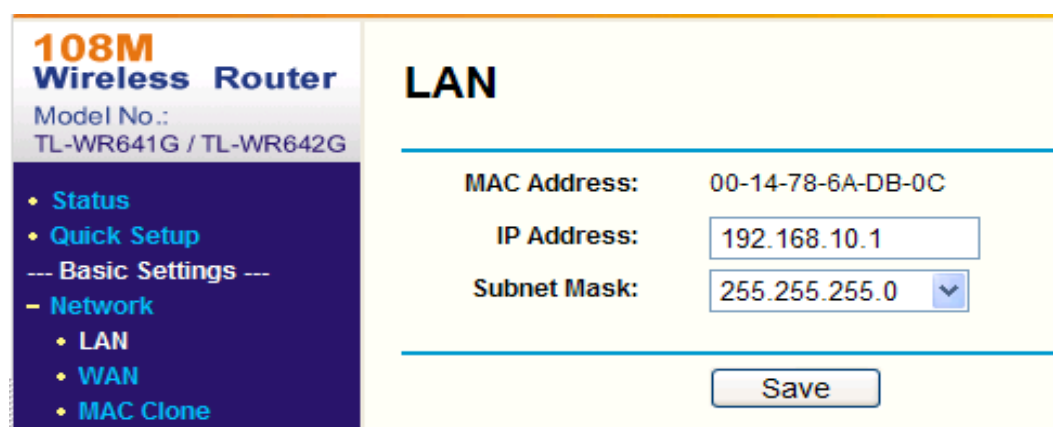 108M
Wireless Router
Model No.:
TL-WR641G / TL-WR642G
• Status
• Quick Setup
--- Basic Settings ---
– Network
• LAN
• WAN
• MAC Clone
LAN
MAC Address: 00-14-78-6A-DB-0C
IP Address: 192.168.10.1
Subnet Mask: 255.255.255.0
Save